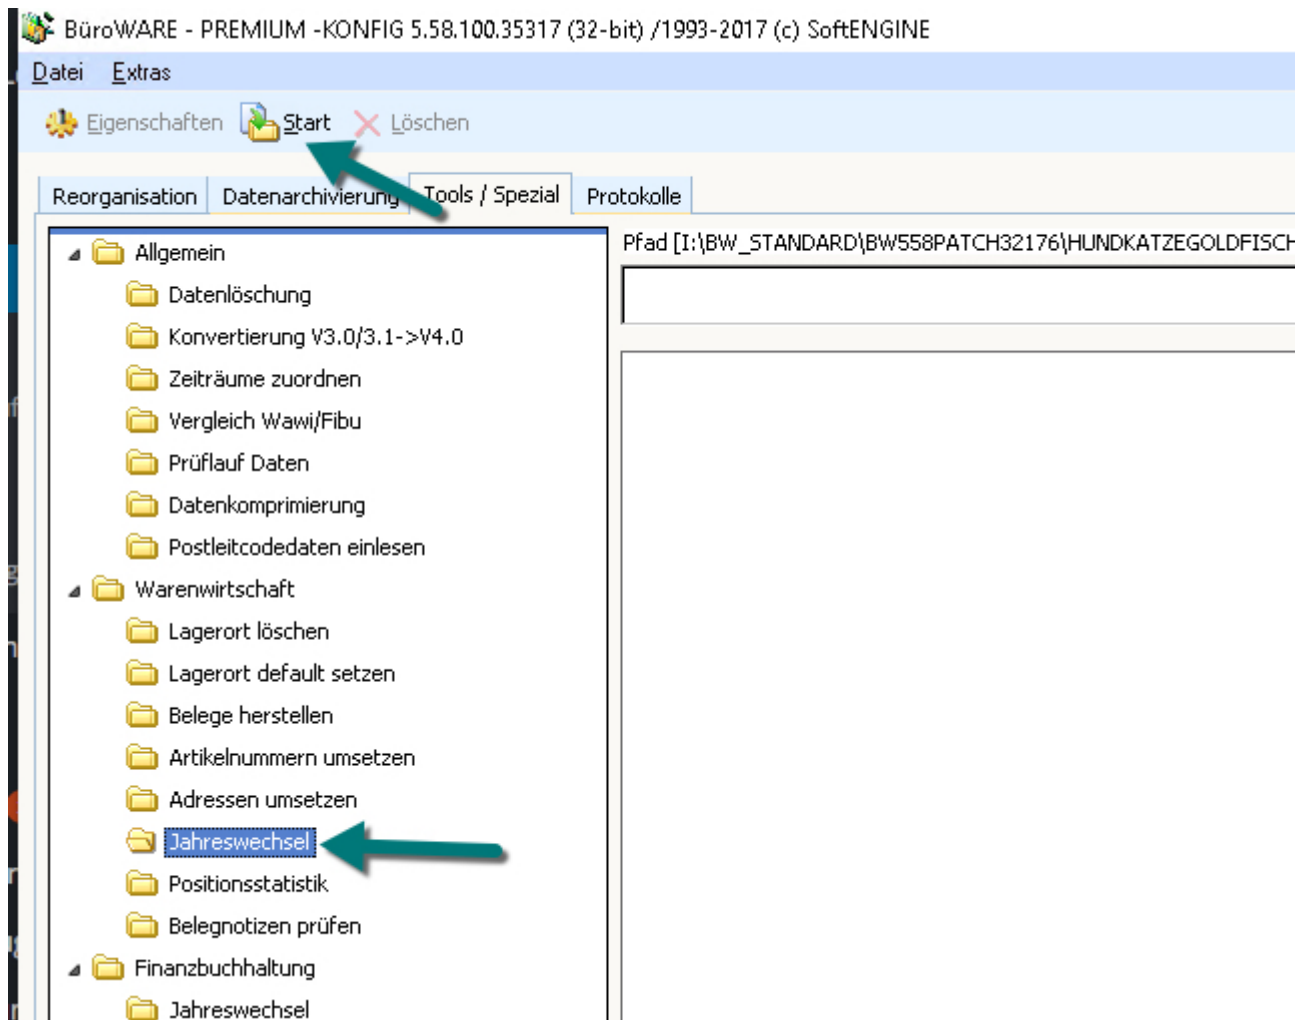 BüroWARE - PREMIUM -KONFIG 5.58.100.35317 (32-bit) /1993-2017 (c) SoftENGINE
Datei Extras
Eigenschaften Start Löschen
Reorganisation Datenarchivierung Tools / Spezial Protokolle
Pfad [I:\BW_STANDARD\BW558PATCH32176\HUNDKATZEGOLDFISCH
Allgemein
Datenlöschung
Konvertierung V3.0/3.1->V4.0
Zeiträume zuordnen
Vergleich Wawi/Fibu
Prüflauf Daten
Datenkomprimierung
Postleitcodedaten einlesen
Warenwirtschaft
Lagerort löschen
Lagerort default setzen
Belege herstellen
Artikelnummern umsetzen
Adressen umsetzen
Jahreswechsel
Positionsstatistik
Belegnotizen prüfen
Finanzbuchhaltung
Jahreswechsel